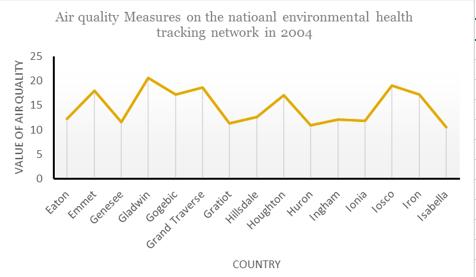 Air quality Measures on the natioanl environmental health
tracking network in 2004
VALUE OF AIR QUALITY
25
20
15
10
5
0
Eaton
Emmet
Genesee
Gladwin
Gogebic
Grand Traverse
Gratiot
Hillsdale
Houghton
Huron
Ingham
Ionia
Iosco
Iron
Isabella
COUNTRY